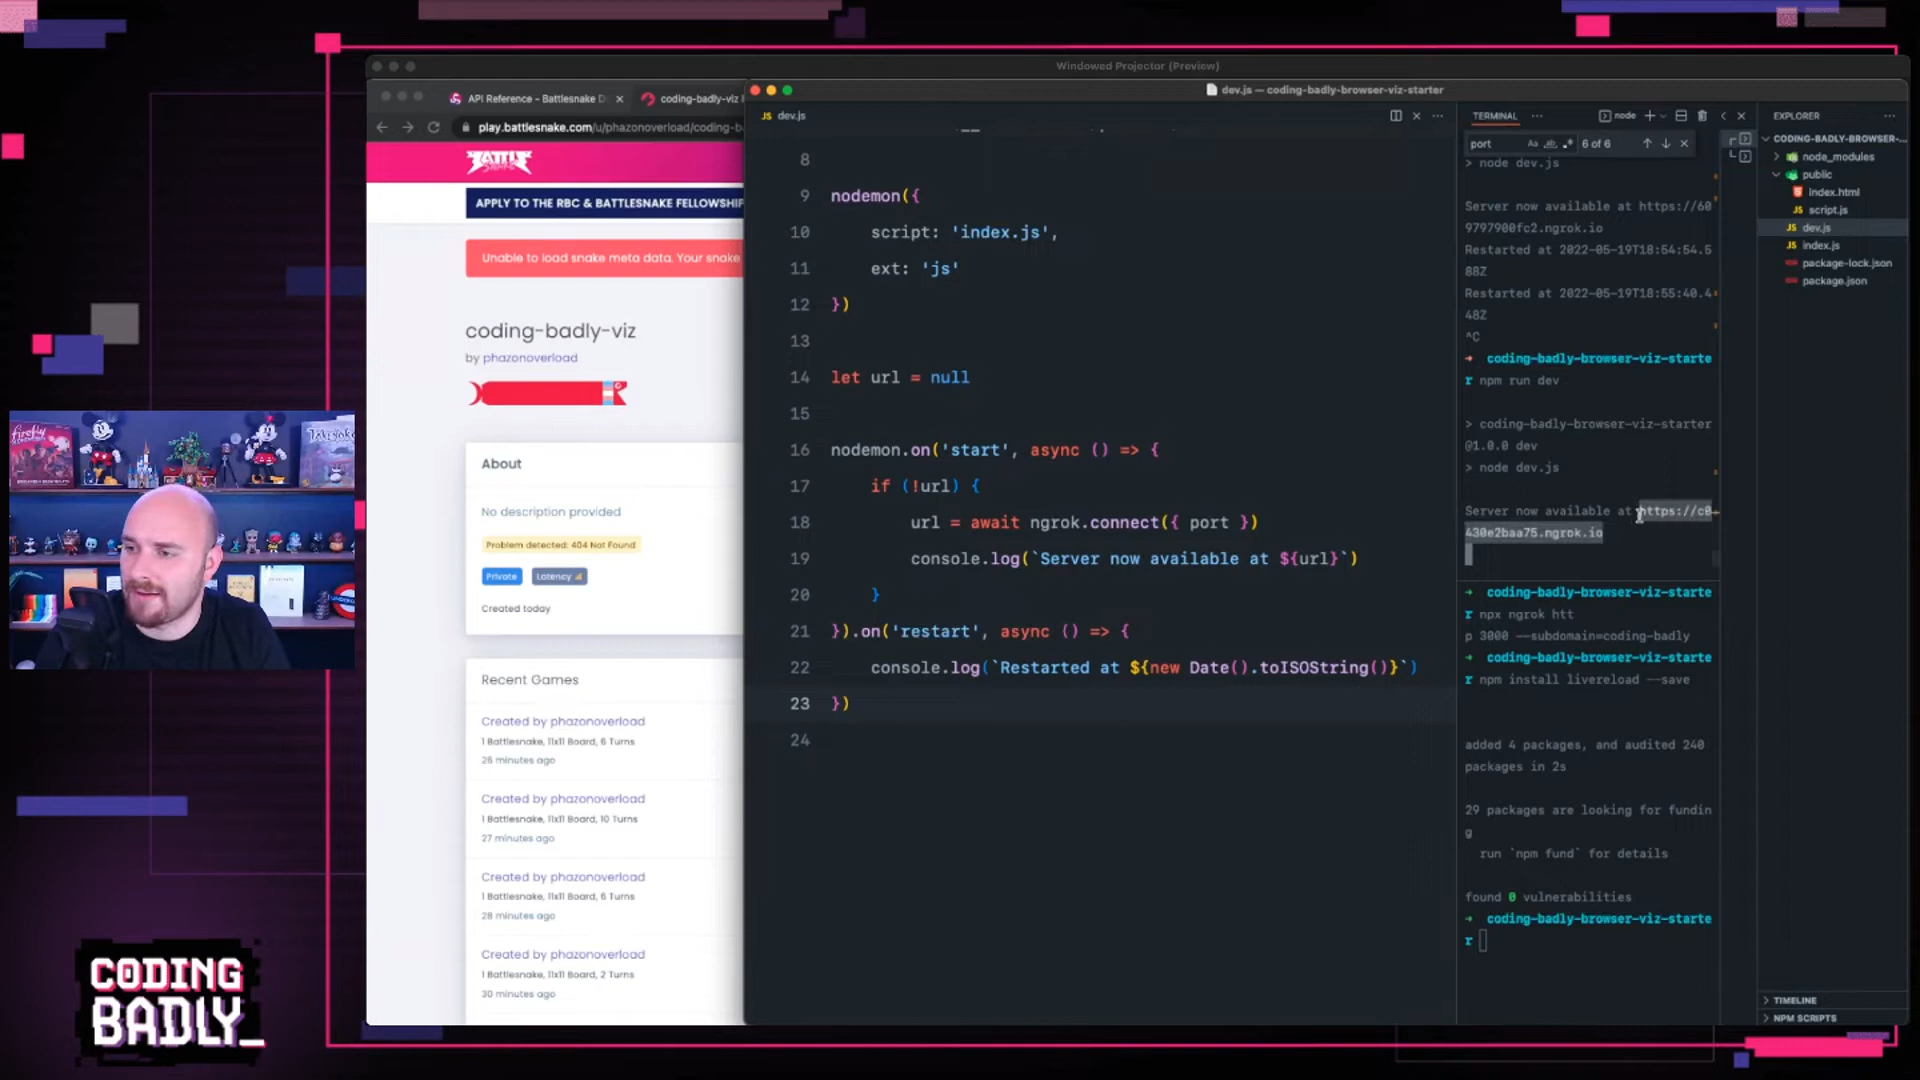 Windowed Projector (Preview)
API Reference - Battlesnake D
coding-badly-viz
play.battlesnake.com/u/phazonoverload/coding-b
BATTLE
SNAKE
APPLY TO THE RBC & BATTLESNAKE FELLOWSHIP
Unable to load snake meta data. Your snake
coding-badly-viz
by phazonoverload
About
No description provided
Problem detected: 404 Not Found
Private
Latency
Created today
Recent Games
Created by phazonoverload
1 Battlesnake, 11x11 Board, 6 Turns
26 minutes ago
Created by phazonoverload
1 Battlesnake, 11x11 Board, 10 Turns
27 minutes ago
Created by phazonoverload
1 Battlesnake, 11x11 Board, 6 Turns
28 minutes ago
Created by phazonoverload
1 Battlesnake, 11x11 Board, 2 Turns
30 minutes ago
dev.js — coding-badly-browser-viz-starter
JS dev.js
8
9 nodemon({
10 script: 'index.js',
11 ext: 'js'
12 })
13
14 let url = null
15
16 nodemon.on('start', async () => {
17 if (!url) {
18 url = await ngrok.connect({ port })
19 console.log(`Server now available at ${url}`)
20 }
21 }).on('restart', async () => {
22 console.log(`Restarted at ${new Date().toISOString()}`)
23 })
24
TERMINAL
node
port
Aa
6 of 6
> node dev.js
Server now available at https://60
9797900fc2.ngrok.io
Restarted at 2022-05-19T18:54:54.5
88Z
Restarted at 2022-05-19T18:55:40.4
48Z
^C
→ coding-badly-browser-viz-starte
r npm run dev
> coding-badly-browser-viz-starter
@1.0.0 dev
> node dev.js
Server now available at https://c0
430e2baa75.ngrok.io
→ coding-badly-browser-viz-starte
r npx ngrok htt
p 3000 --subdomain=coding-badly
→ coding-badly-browser-viz-starte
r npm install livereload --save
added 4 packages, and audited 240
packages in 2s
29 packages are looking for fundin
g
run `npm fund` for details
found 0 vulnerabilities
→ coding-badly-browser-viz-starte
r
EXPLORER
CODING-BADLY-BROWSER-...
node_modules
public
index.html
JS script.js
JS dev.js
JS index.js
package-lock.json
package.json
TIMELINE
NPM SCRIPTS
firefly
Takenoko
CODING
BADLY_